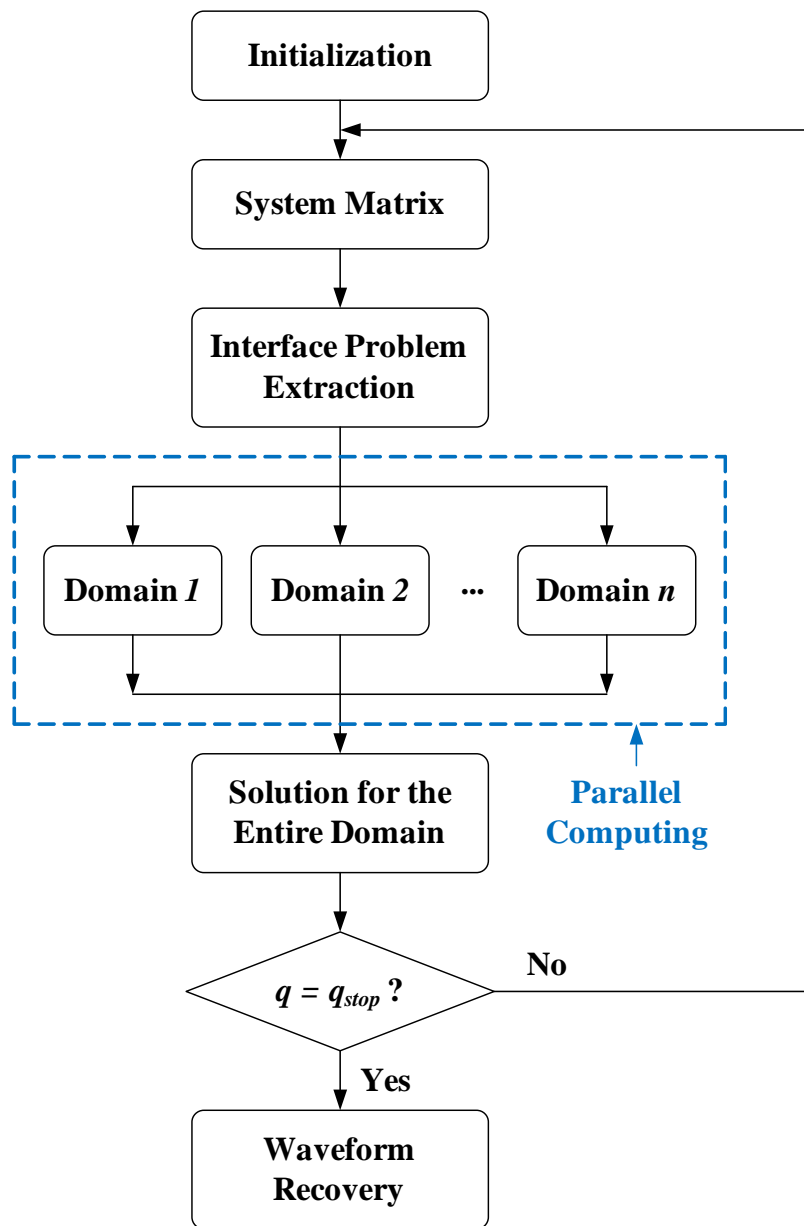 Initialization
System Matrix
Interface Problem
Extraction
Domain 1
Domain 2
...
Domain n
Solution for the
Entire Domain
Parallel
Computing
q = qstop ?
No
Yes
Waveform
Recovery